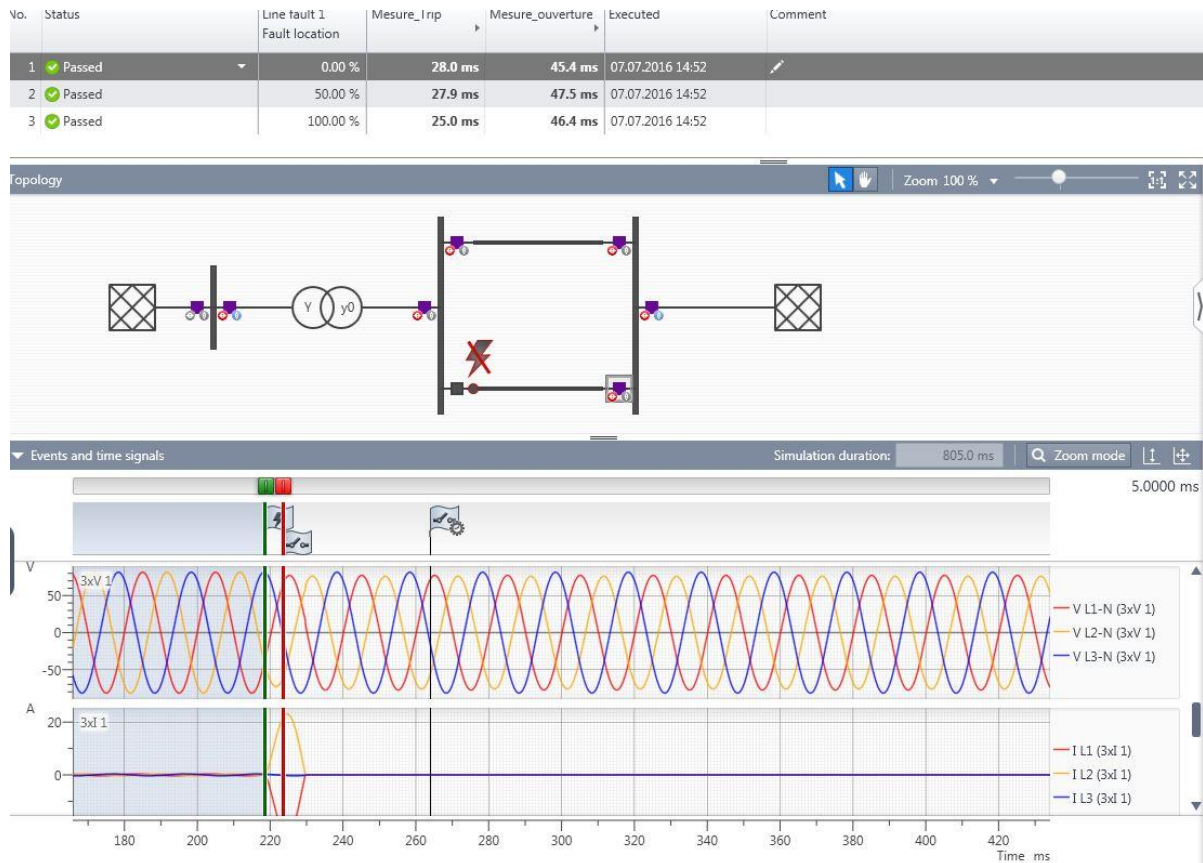 No. Status Line fault 1 Mesure_Trip Mesure_ouverture Executed Comment
Fault location
1 Passed 0.00 % 28.0 ms 45.4 ms 07.07.2016 14:52
2 Passed 50.00 % 27.9 ms 47.5 ms 07.07.2016 14:52
3 Passed 100.00 % 25.0 ms 46.4 ms 07.07.2016 14:52
Topology Zoom 100 % 1:1
Y y0
Events and time signals Simulation duration: 805.0 ms Zoom mode
5.0000 ms
V
3xV 1
50
0
-50
V L1-N (3xV 1)
V L2-N (3xV 1)
V L3-N (3xV 1)
A
20
3xI 1
0
I L1 (3xI 1)
I L2 (3xI 1)
I L3 (3xI 1)
180 200 220 240 260 280 300 320 340 360 380 400 420
Time ms